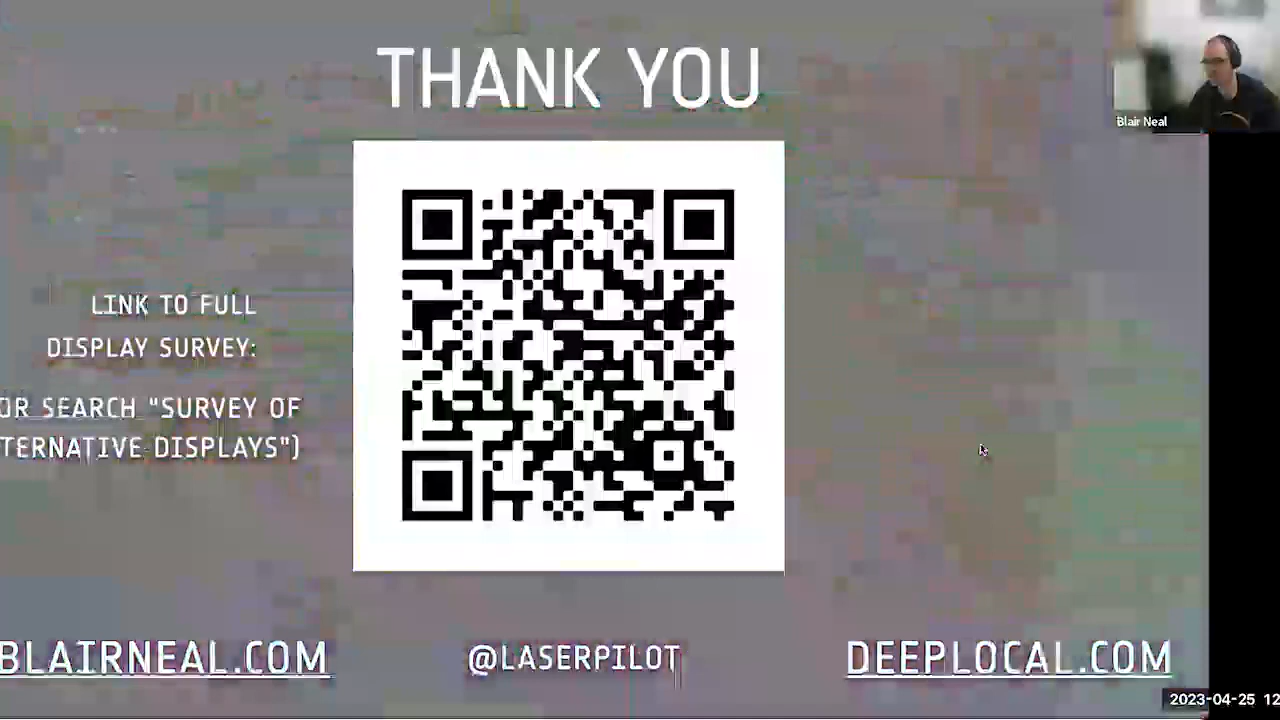 THANK YOU
Blair Neal
LINK TO FULL
DISPLAY SURVEY:
OR SEARCH "SURVEY OF
TERNATIVE DISPLAYS")
BLAIRNEAL.COM
@LASERPILOT
DEEPLOCAL.COM
2023-04-25 12